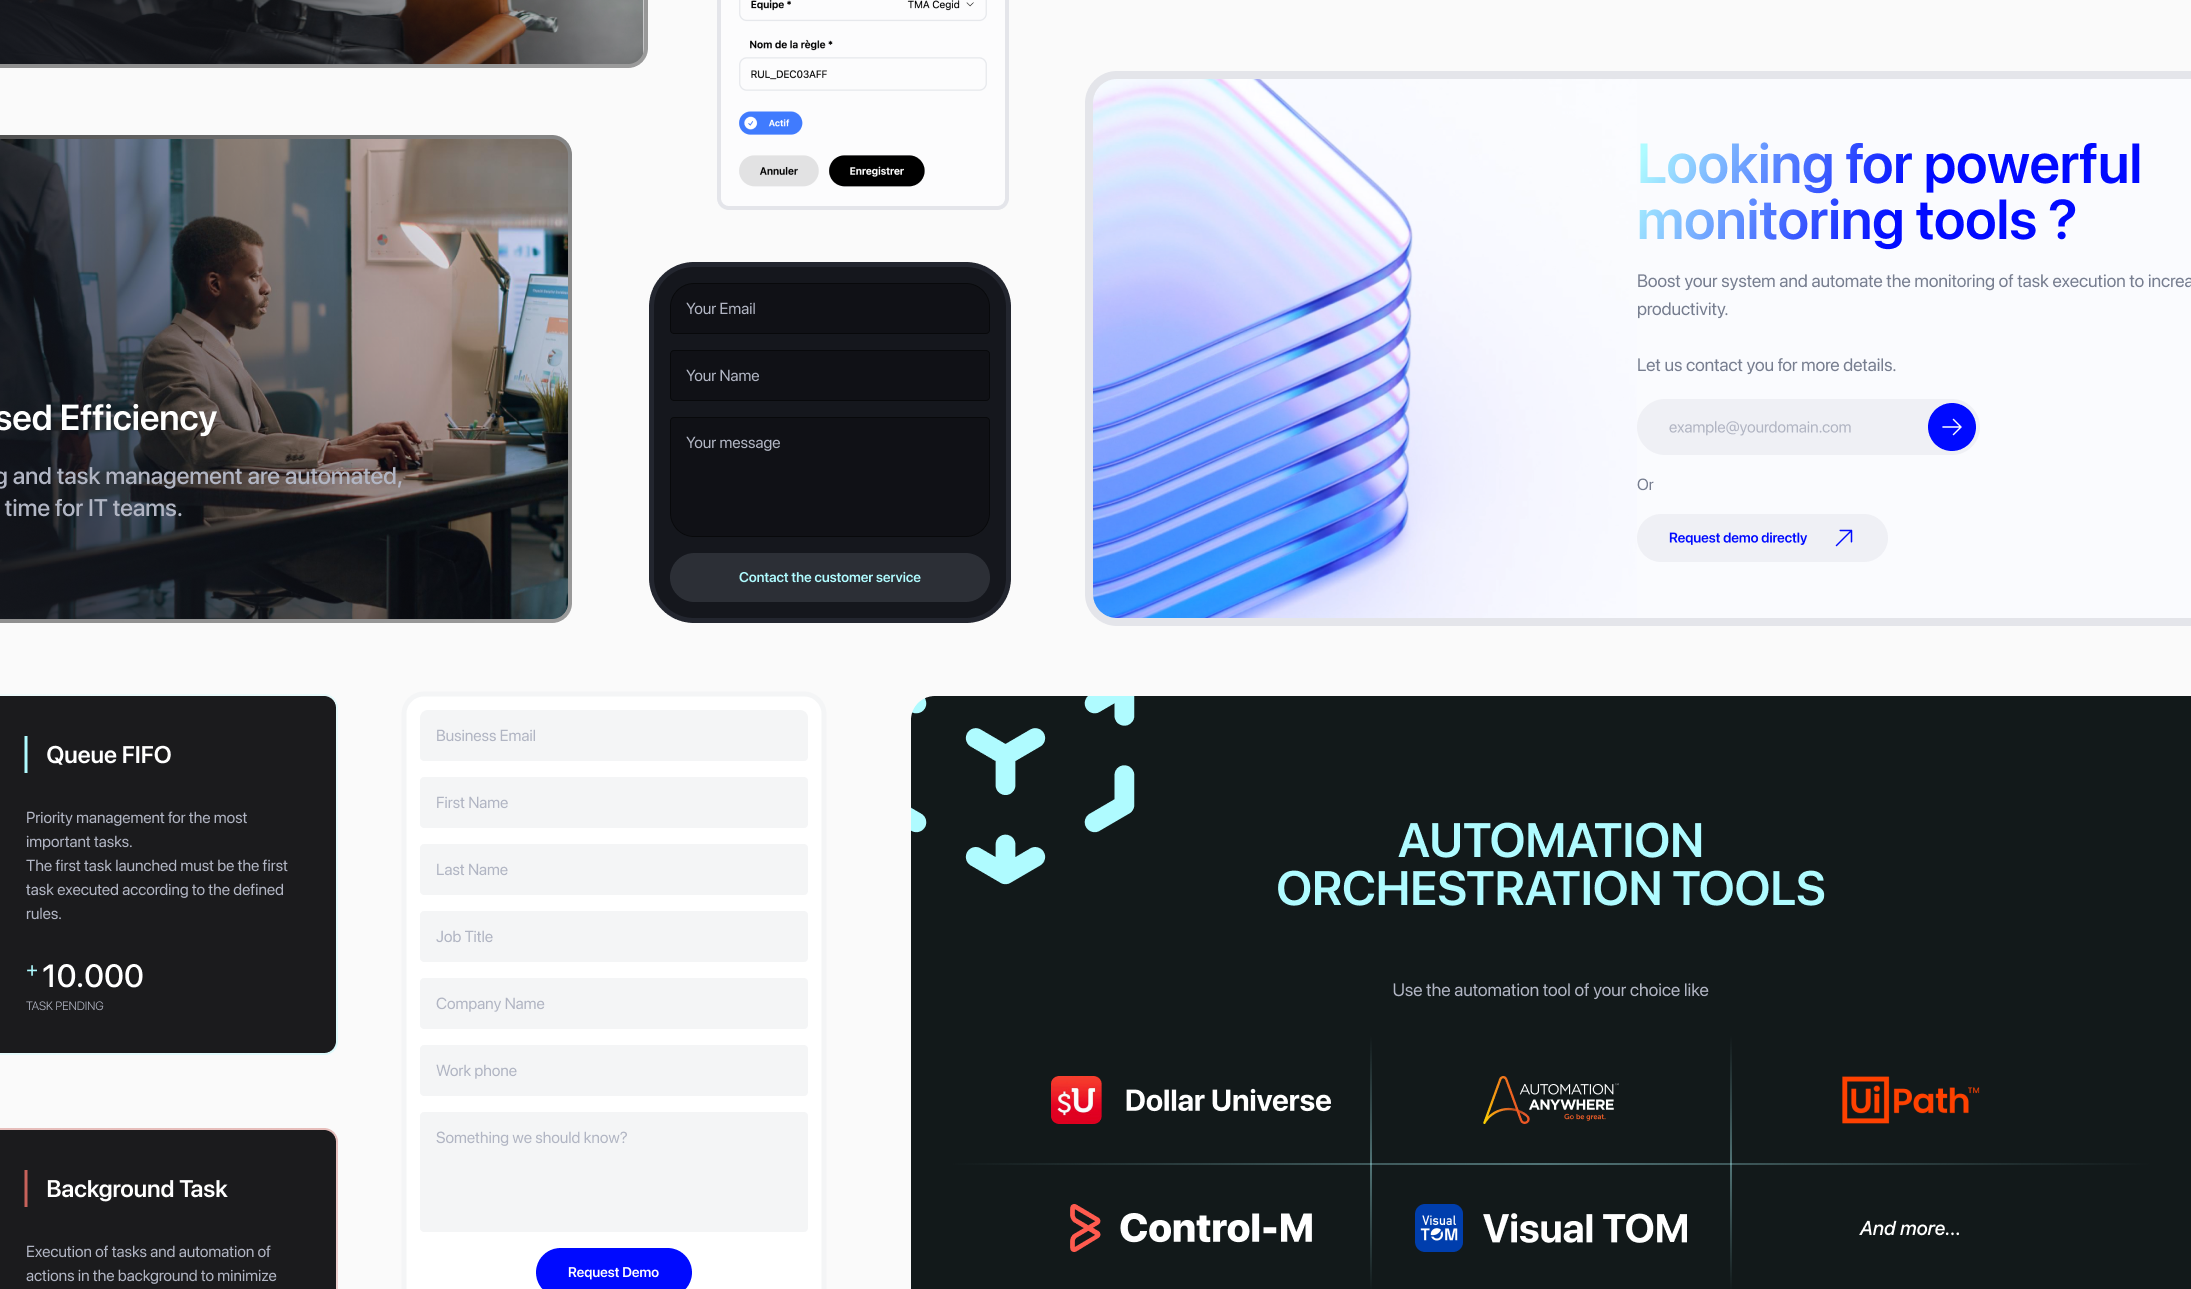 Equipe *
TMA Cegid
Nom de la règle *
RUL_DEC03AFF
Actif
Annuler
Enregistrer
sed Efficiency
g and task management are automated,
time for IT teams.
Your Email
Your Name
Your message
Contact the customer service
Looking for powerful
monitoring tools ?
Boost your system and automate the monitoring of task execution to increa
productivity.
Let us contact you for more details.
example@yourdomain.com
Or
Request demo directly
Queue FIFO
Priority management for the most
important tasks.
The first task launched must be the first
task executed according to the defined
rules.
+ 10.000
TASK PENDING
Background Task
Execution of tasks and automation of
actions in the background to minimize
Business Email
First Name
Last Name
Job Title
Company Name
Work phone
Something we should know?
Request Demo
AUTOMATION
ORCHESTRATION TOOLS
Use the automation tool of your choice like
$U Dollar Universe
AUTOMATION
ANYWHERE
Go be great.
UiPath™
Control-M
Visual TOM
Visual TOM
And more...